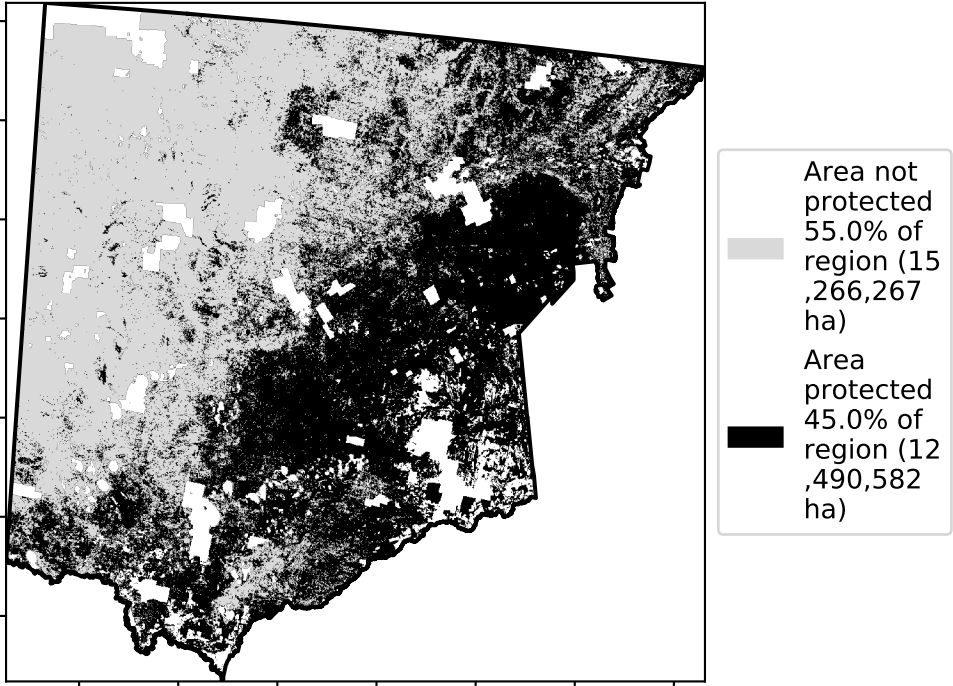 Area not
protected
55.0% of
region (15
,266,267
ha)
Area
protected
45.0% of
region (12
,490,582
ha)